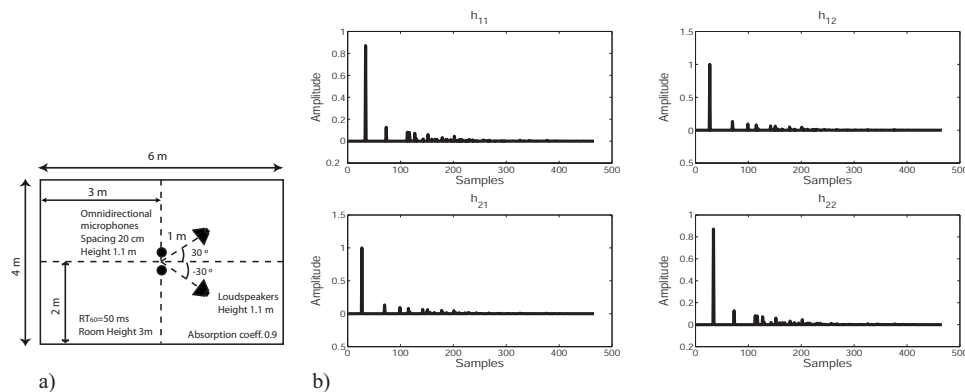 6 m
3 m
Omnidirectional
microphones
Spacing 20 cm
Height 1.1 m
1 m
30 º
-30 º
4 m
2 m
Loudspeakers
Height 1.1 m
RT60=50 ms
Room Height 3m
Absorption coeff. 0.9
a)
b)
h11
Amplitude
1
0.8
0.6
0.4
0.2
0
0.2
0 100 200 300 400 500
Samples
h12
Amplitude
1.5
1
0.5
0
0.5
0 100 200 300 400 500
Samples
h21
Amplitude
1.5
1
0.5
0
0.5
0 100 200 300 400 500
Samples
h22
Amplitude
1
0.8
0.6
0.4
0.2
0
0.2
0 100 200 300 400 500
Samples